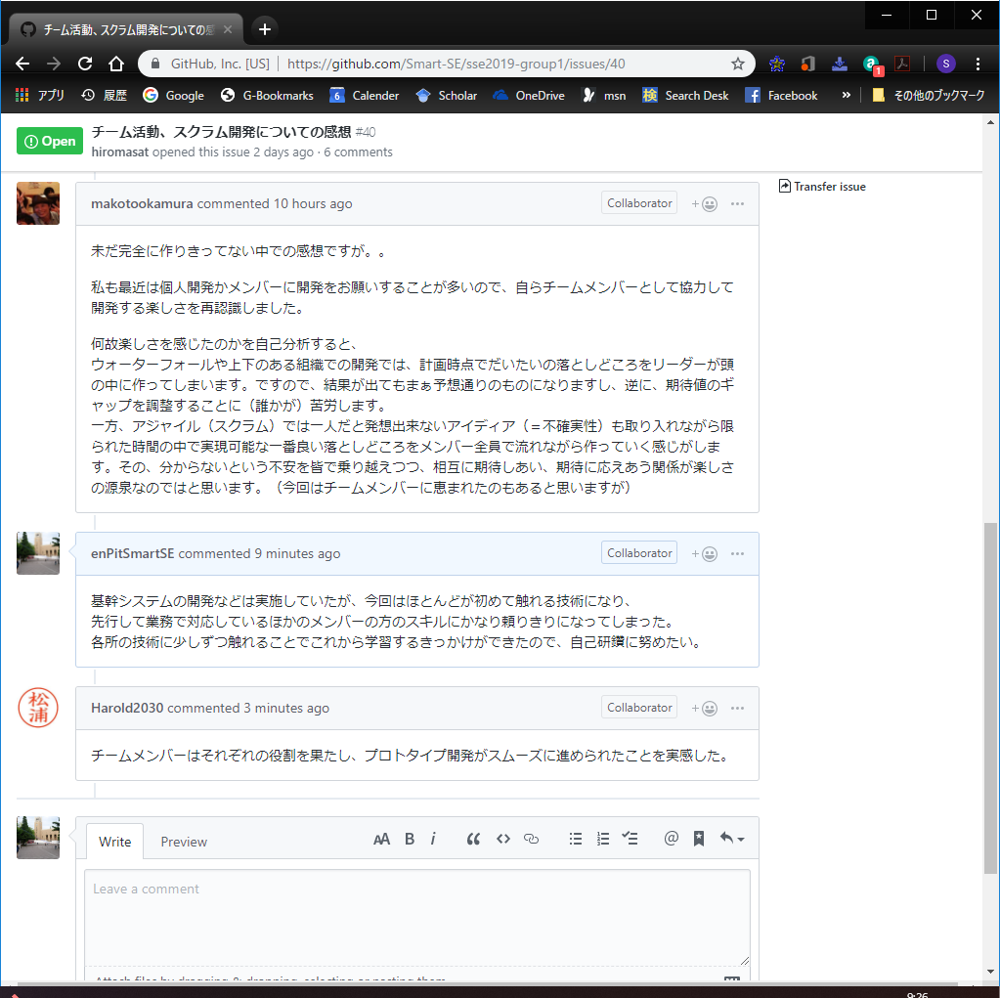 チーム活動、スクラム開発についての感
GitHub, Inc. [US] | https://github.com/Smart-SE/sse2019-group1/issues/40
アプリ 履歴 Google G-Bookmarks Calender Scholar OneDrive msn Search Desk Facebook » その他のブックマーク
Open
チーム活動、スクラム開発についての感想 #40
hiromasat opened this issue 2 days ago · 6 comments
Transfer issue
makotookamura commented 10 hours ago
Collaborator
未だ完全に作りきってない中での感想ですが。。
私も最近は個人開発かメンバーに開発をお願いすることが多いので、自らチームメンバーとして協力して
開発する楽しさを再認識しました。
何故楽しさを感じたのかを自己分析すると、
ウォーターフォールや上下のある組織での開発では、計画時点でだいたいの落としどころをリーダーが頭
の中に作ってしまいます。ですので、結果が出てもまぁ予想通りのものになりますし、逆に、期待値のギ
ャップを調整することに（誰かが）苦労します。
一方、アジャイル（スクラム）では一人だと発想出来ないアイディア（＝不確実性）も取り入れながら限
られた時間の中で実現可能な一番良い落としどころをメンバー全員で流れながら作っていく感じがしま
す。その、分からないという不安を皆で乗り越えつつ、相互に期待しあい、期待に応えあう関係が楽しさ
の源泉なのではと思います。（今回はチームメンバーに恵まれたのもあると思いますが）
enPitSmartSE commented 9 minutes ago
Collaborator
基幹システムの開発などは実施していたが、今回はほとんどが初めて触れる技術になり、
先行して業務で対応しているほかのメンバーの方のスキルにかなり頼りきりになってしまった。
各所の技術に少しずつ触れることでこれから学習するきっかけができたので、自己研鑽に努めたい。
松浦
Harold2030 commented 3 minutes ago
Collaborator
チームメンバーはそれぞれの役割を果たし、プロトタイプ開発がスムーズに進められたことを実感した。
Write Preview
Leave a comment
Attach files by dragging & dropping, selecting or pasting them.
9:26